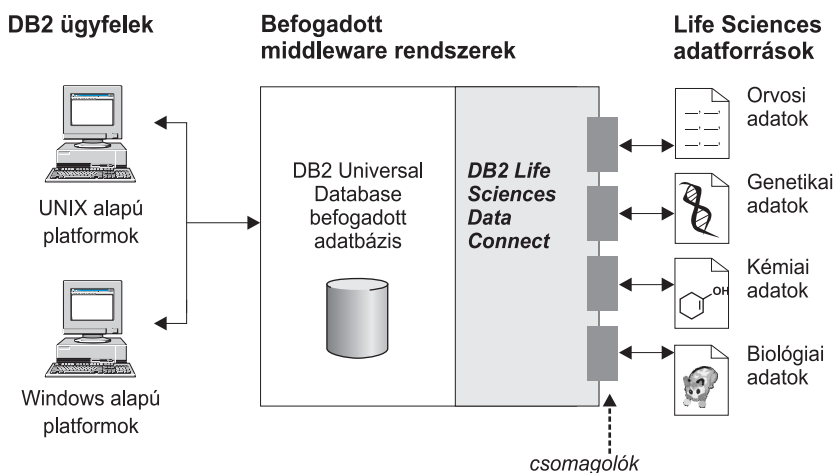 DB2 ügyfelek
UNIX alapú
platformok
Windows alapú
platformok
Befogadott
middleware rendszerek
DB2 Universal
Database
befogadott
adatbázis
DB2 Life
Sciences
Data
Connect
csomagolók
Life Sciences
adatforrások
Orvosi
adatok
Genetikai
adatok
Kémiai
adatok
OH
Biológiai
adatok